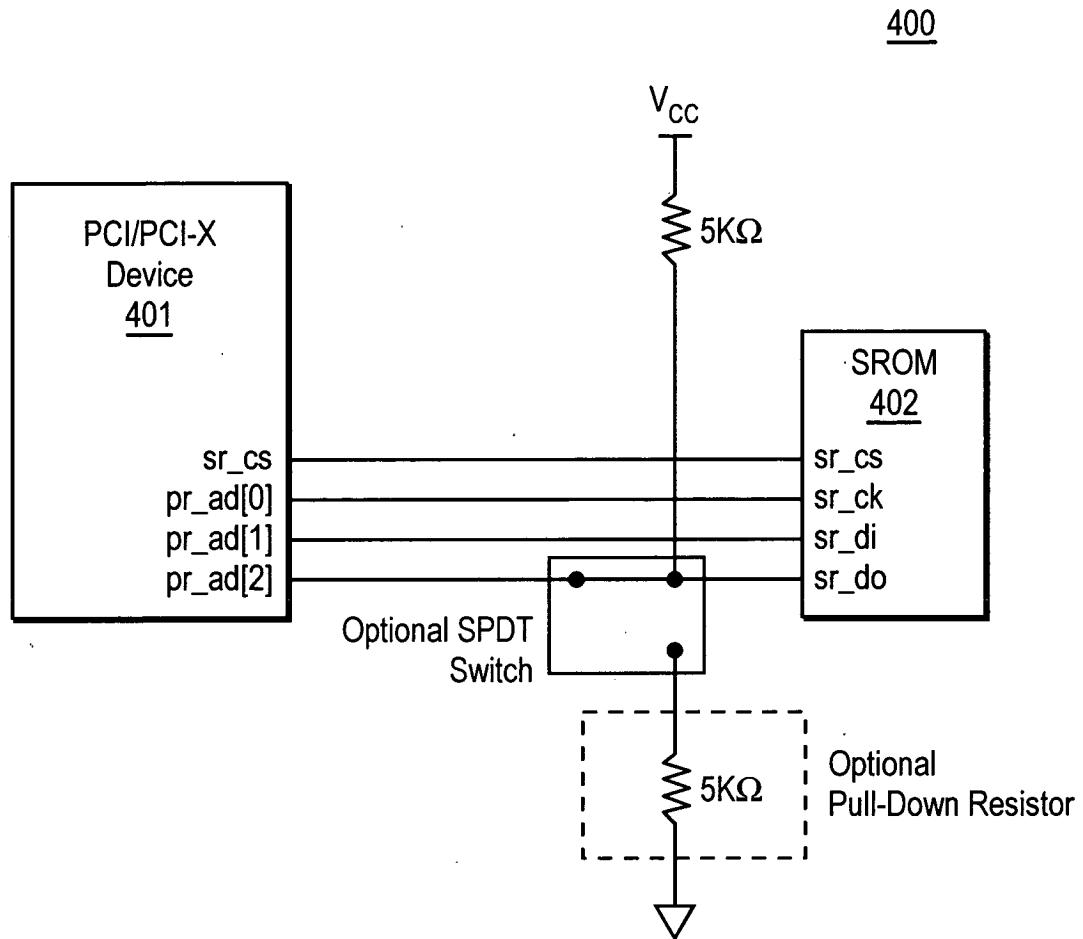 400
V_CC
5KΩ
PCI/PCI-X
Device
401
SROM
402
sr_cs
pr_ad[0]
pr_ad[1]
pr_ad[2]
sr_cs
sr_ck
sr_di
sr_do
Optional SPDT
Switch
5KΩ
Optional
Pull-Down Resistor